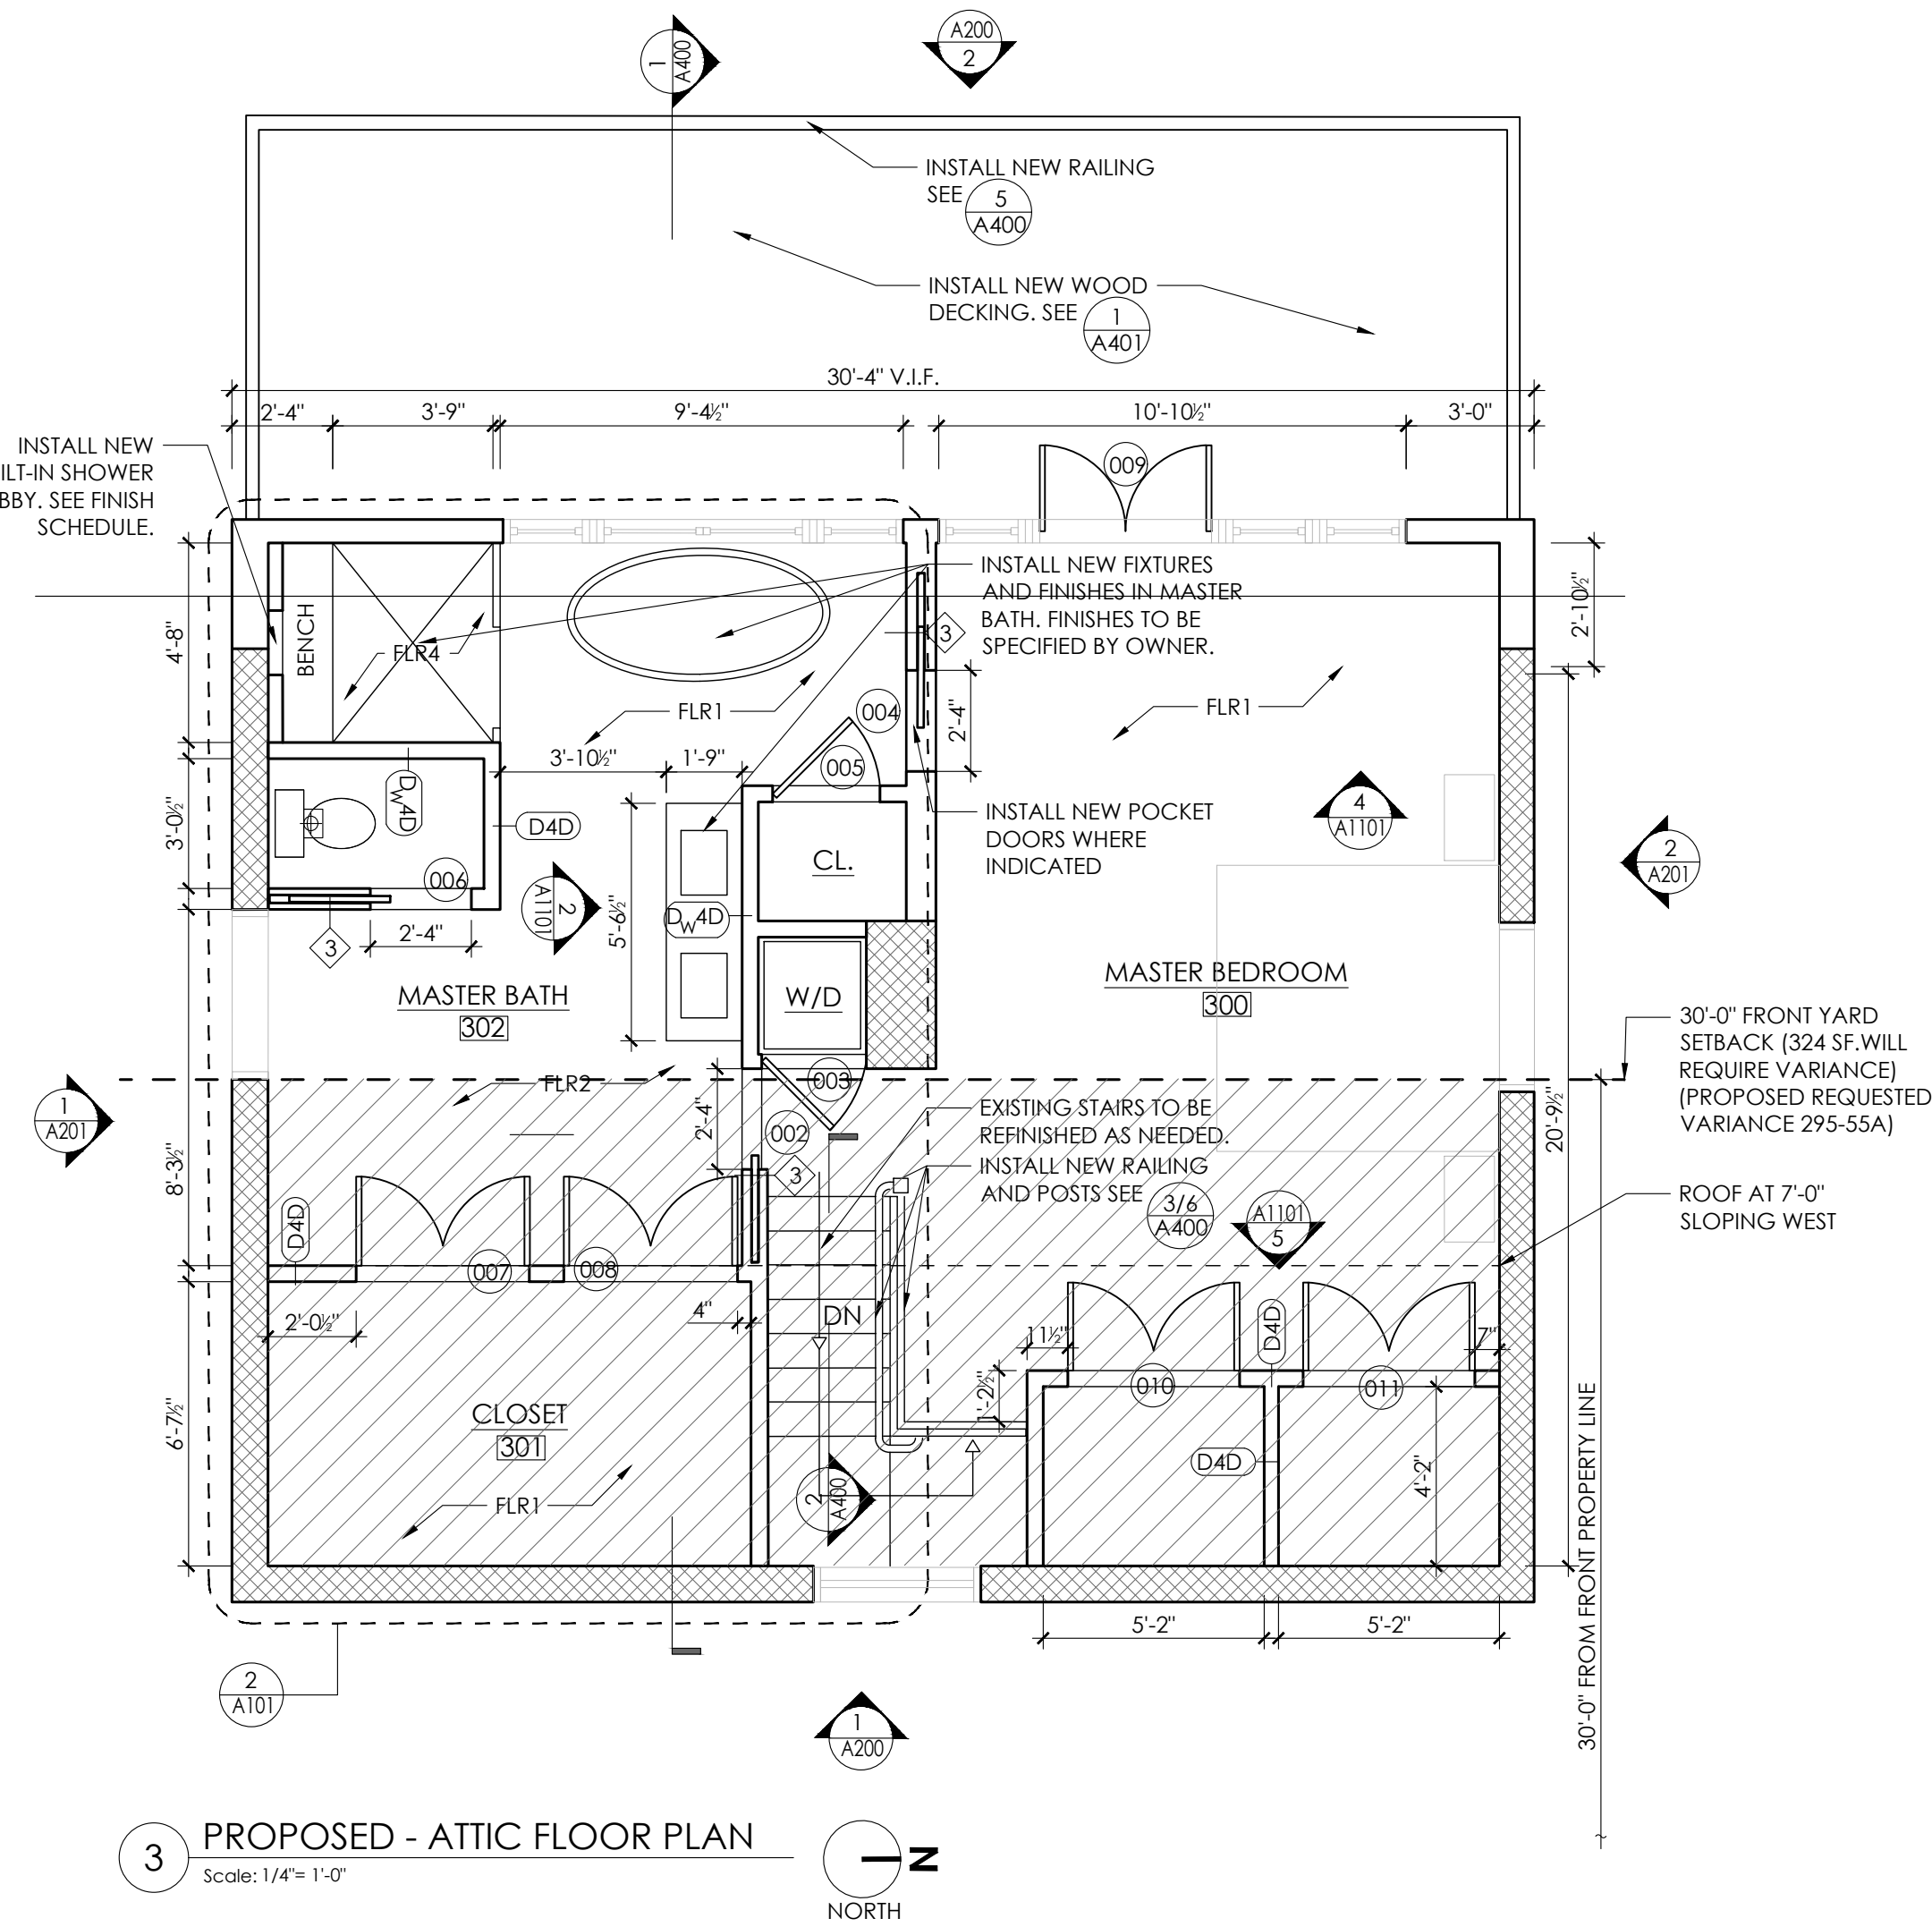 1
A400
A200
2
INSTALL NEW RAILING
SEE
5
A400
INSTALL NEW WOOD
DECKING. SEE
1
A401
30'-4" V.I.F.
2'-4"
3'-9"
9'-4½"
10'-10½"
3'-0"
INSTALL NEW
ILT-IN SHOWER
BBY. SEE FINISH
SCHEDULE.
009
INSTALL NEW FIXTURES
AND FINISHES IN MASTER
BATH. FINISHES TO BE
SPECIFIED BY OWNER.
3
2'-10½"
4'-8"
BENCH
FLR4
FLR1
004
2'-4"
FLR1
3'-10½"
1'-9"
005
3'-0½"
DW4D
D4D
006
2
A1101
5'-6½"
DW4D
CL.
INSTALL NEW POCKET
DOORS WHERE
INDICATED
4
A1101
2
A201
3
2'-4"
MASTER BATH
302
W/D
MASTER BEDROOM
300
30'-0" FRONT YARD
SETBACK (324 SF.WILL
REQUIRE VARIANCE)
(PROPOSED REQUESTED
VARIANCE 295-55A)
1
A201
FLR2
003
2'-4"
002
3
EXISTING STAIRS TO BE
REFINISHED AS NEEDED.
INSTALL NEW RAILING
AND POSTS SEE
3/6
A400
A1101
5
20'-9½"
ROOF AT 7'-0"
SLOPING WEST
8'-3½"
D4D
007
008
2'-0½"
4"
DN
11½"
D4D
7"
010
011
1'-2½"
6'-7½"
CLOSET
301
FLR1
2
A400
D4D
4'-2"
30'-0" FROM FRONT PROPERTY LINE
5'-2"
5'-2"
2
A101
1
A200
3
PROPOSED - ATTIC FLOOR PLAN
Scale: 1/4"= 1'-0"
N
NORTH